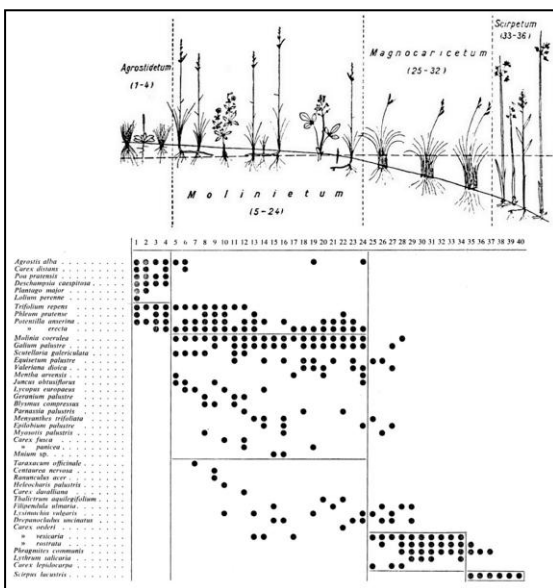 Scirpetum
(33-36)
Magnocaricetum
(25-32)
Agrostidetum
(1-4)
Molinietum
(5-24)
1 2 3 4 5 6 7 8 9 10 11 12 13 14 15 16 17 18 19 20 21 22 23 24 25 26 27 28 29 30 31 32 33 34 35 36 37 38 39 40
Agrostis alba
Carex distans
Poa pratensis
Deschampsia caespitosa
Plantago major
Lolium perenne
Trifolium repens
Phleum pratense
Potentilla anserina
» erecta
Molinia coerulea
Galium palustre
Scutellaria galericulata
Equisetum palustre
Valeriana dioica
Mentha arvensis
Juncus obtusiflorus
Lycopus europaeus
Geranium palustre
Blysmus compressus
Parnassia palustris
Menyanthes trifoliata
Epilobium palustre
Myosotis palustris
Carex fusca
» panicea
Mnium sp.
Taraxacum officinale
Centaurea nervosa
Ranunculus acer
Heleocharis palustris
Carex davalliana
Thalictrum aquilegifolium
Filipendula ulmaria
Lysimachia vulgaris
Drepanocladus uncinatus
Carex oederi
» vesicaria
» rostrata
Phragmites communis
Lythrum salicaria
Carex lepidocarpa
Scirpus lacustris